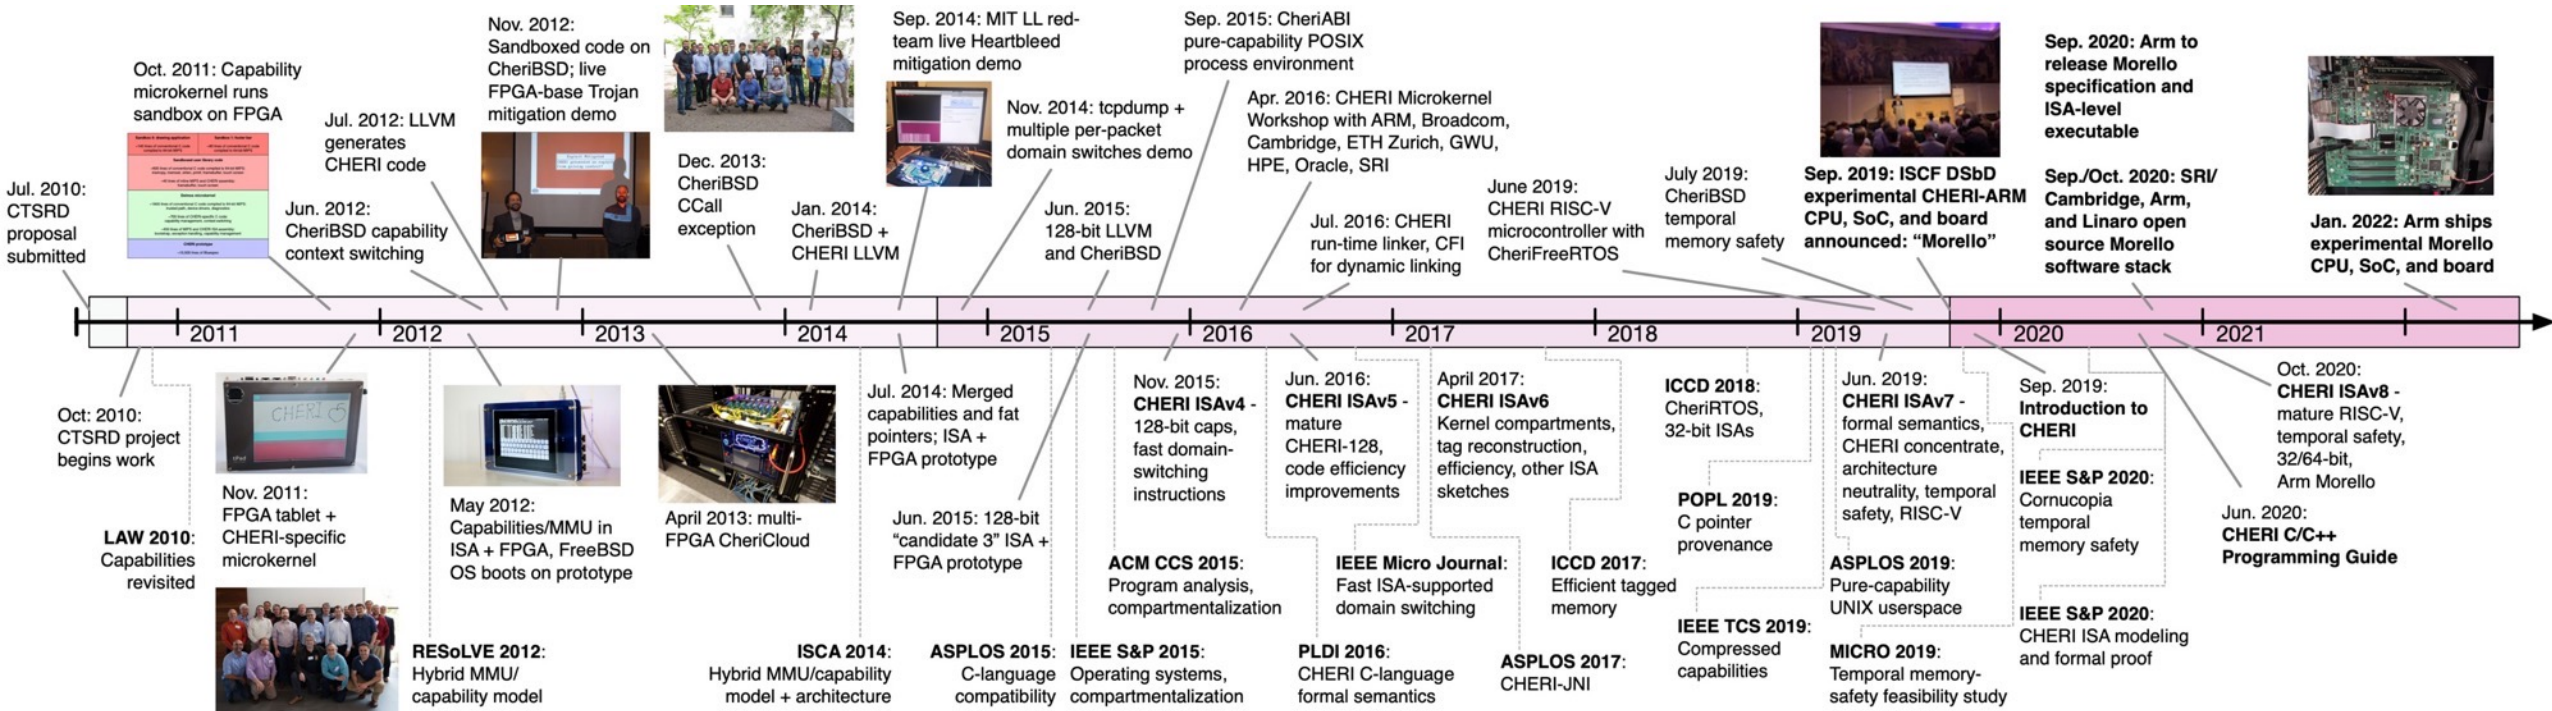 Jul. 2010:
CTSRD
proposal
submitted
Oct. 2011: Capability
microkernel runs
sandbox on FPGA
Jun. 2012:
CheriBSD capability
context switching
Jul. 2012: LLVM
generates
CHERI code
Nov. 2012:
Sandboxed code on
CheriBSD; live
FPGA-base Trojan
mitigation demo
Dec. 2013:
CheriBSD
CCall
exception
Jan. 2014:
CheriBSD +
CHERI LLVM
Sep. 2014: MIT LL red-
team live Heartbleed
mitigation demo
Nov. 2014: tcpdump +
multiple per-packet
domain switches demo
Jun. 2015:
128-bit LLVM
and CheriBSD
Sep. 2015: CheriABI
pure-capability POSIX
process environment
Apr. 2016: CHERI Microkernel
Workshop with ARM, Broadcom,
Cambridge, ETH Zurich, GWU,
HPE, Oracle, SRI
Jul. 2016: CHERI
run-time linker, CFI
for dynamic linking
June 2019:
CHERI RISC-V
microcontroller with
CheriFreeRTOS
July 2019:
CheriBSD
temporal
memory safety
Sep. 2019: ISCF DSbD
experimental CHERI-ARM
CPU, SoC, and board
announced: “Morello”
Sep. 2020: Arm to
release Morello
specification and
ISA-level
executable
Sep./Oct. 2020: SRI/
Cambridge, Arm,
and Linaro open
source Morello
software stack
Jan. 2022: Arm ships
experimental Morello
CPU, SoC, and board
2011
2012
2013
2014
2015
2016
2017
2018
2019
2020
2021
Oct. 2010:
CTSRD project
begins work
LAW 2010:
Capabilities
revisited
CHERI
Nov. 2011:
FPGA tablet +
CHERI-specific
microkernel
RESoLVE 2012:
Hybrid MMU/
capability model
May 2012:
Capabilities/MMU in
ISA + FPGA, FreeBSD
OS boots on prototype
April 2013: multi-
FPGA CheriCloud
ISCA 2014:
Hybrid MMU/capability
model + architecture
Jul. 2014: Merged
capabilities and fat
pointers; ISA +
FPGA prototype
Jun. 2015: 128-bit
“candidate 3” ISA +
FPGA prototype
ASPLOS 2015:
C-language
compatibility
IEEE S&P 2015:
Operating systems,
compartmentalization
ACM CCS 2015:
Program analysis,
compartmentalization
Nov. 2015:
CHERI ISAv4 -
128-bit caps,
fast domain-
switching
instructions
PLDI 2016:
CHERI C-language
formal semantics
Jun. 2016:
CHERI ISAv5 -
mature
CHERI-128,
code efficiency
improvements
IEEE Micro Journal:
Fast ISA-supported
domain switching
April 2017:
CHERI ISAv6
Kernel compartments,
tag reconstruction,
efficiency, other ISA
sketches
ASPLOS 2017:
CHERI-JNI
ICCD 2017:
Efficient tagged
memory
ICCD 2018:
CheriRTOS,
32-bit ISAs
POPL 2019:
C pointer
provenance
IEEE TCS 2019:
Compressed
capabilities
Jun. 2019:
CHERI ISAv7 -
formal semantics,
CHERI concentrate,
architecture
neutrality, temporal
safety, RISC-V
ASPLOS 2019:
Pure-capability
UNIX userspace
MICRO 2019:
Temporal memory-
safety feasibility study
Sep. 2019:
Introduction to
CHERI
IEEE S&P 2020:
Cornucopia
temporal
memory safety
IEEE S&P 2020:
CHERI ISA modeling
and formal proof
Jun. 2020:
CHERI C/C++
Programming Guide
Oct. 2020:
CHERI ISAv8 -
mature RISC-V,
temporal safety,
32/64-bit,
Arm Morello